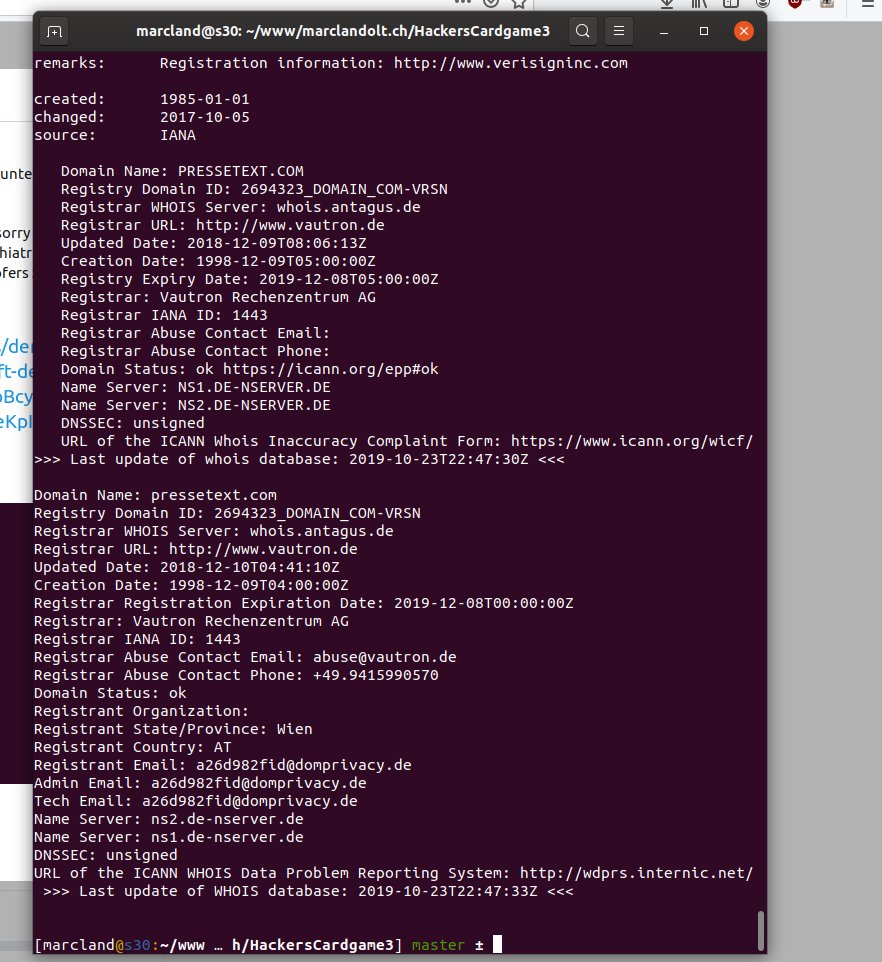 marcland@s30: ~/www/marclandolt.ch/HackersCardgame3
remarks: Registration information: http://www.verisigninc.com
created: 1985-01-01
changed: 2017-10-05
source: IANA
Domain Name: PRESSETEXT.COM
Registry Domain ID: 2694323_DOMAIN_COM-VRSN
Registrar WHOIS Server: whois.antagus.de
Registrar URL: http://www.vautron.de
Updated Date: 2018-12-09T08:06:13Z
Creation Date: 1998-12-09T05:00:00Z
Registry Expiry Date: 2019-12-08T05:00:00Z
Registrar: Vautron Rechenzentrum AG
Registrar IANA ID: 1443
Registrar Abuse Contact Email:
Registrar Abuse Contact Phone:
Domain Status: ok https://icann.org/epp#ok
Name Server: NS1.DE-NSERVER.DE
Name Server: NS2.DE-NSERVER.DE
DNSSEC: unsigned
URL of the ICANN Whois Inaccuracy Complaint Form: https://www.icann.org/wicf/
>>> Last update of whois database: 2019-10-23T22:47:30Z <<<
Domain Name: pressetext.com
Registry Domain ID: 2694323_DOMAIN_COM-VRSN
Registrar WHOIS Server: whois.antagus.de
Registrar URL: http://www.vautron.de
Updated Date: 2018-12-10T04:41:10Z
Creation Date: 1998-12-09T04:00:00Z
Registrar Registration Expiration Date: 2019-12-08T00:00:00Z
Registrar: Vautron Rechenzentrum AG
Registrar IANA ID: 1443
Registrar Abuse Contact Email: abuse@vautron.de
Registrar Abuse Contact Phone: +49.9415990570
Domain Status: ok
Registrant Organization:
Registrant State/Province: Wien
Registrant Country: AT
Registrant Email: a26d982fid@domprivacy.de
Admin Email: a26d982fid@domprivacy.de
Tech Email: a26d982fid@domprivacy.de
Name Server: ns2.de-nserver.de
Name Server: ns1.de-nserver.de
DNSSEC: unsigned
URL of the ICANN WHOIS Data Problem Reporting System: http://wdprs.internic.net/
>>> Last update of WHOIS database: 2019-10-23T22:47:33Z <<<
[marcland@s30:~/www … h/HackersCardgame3] master ±